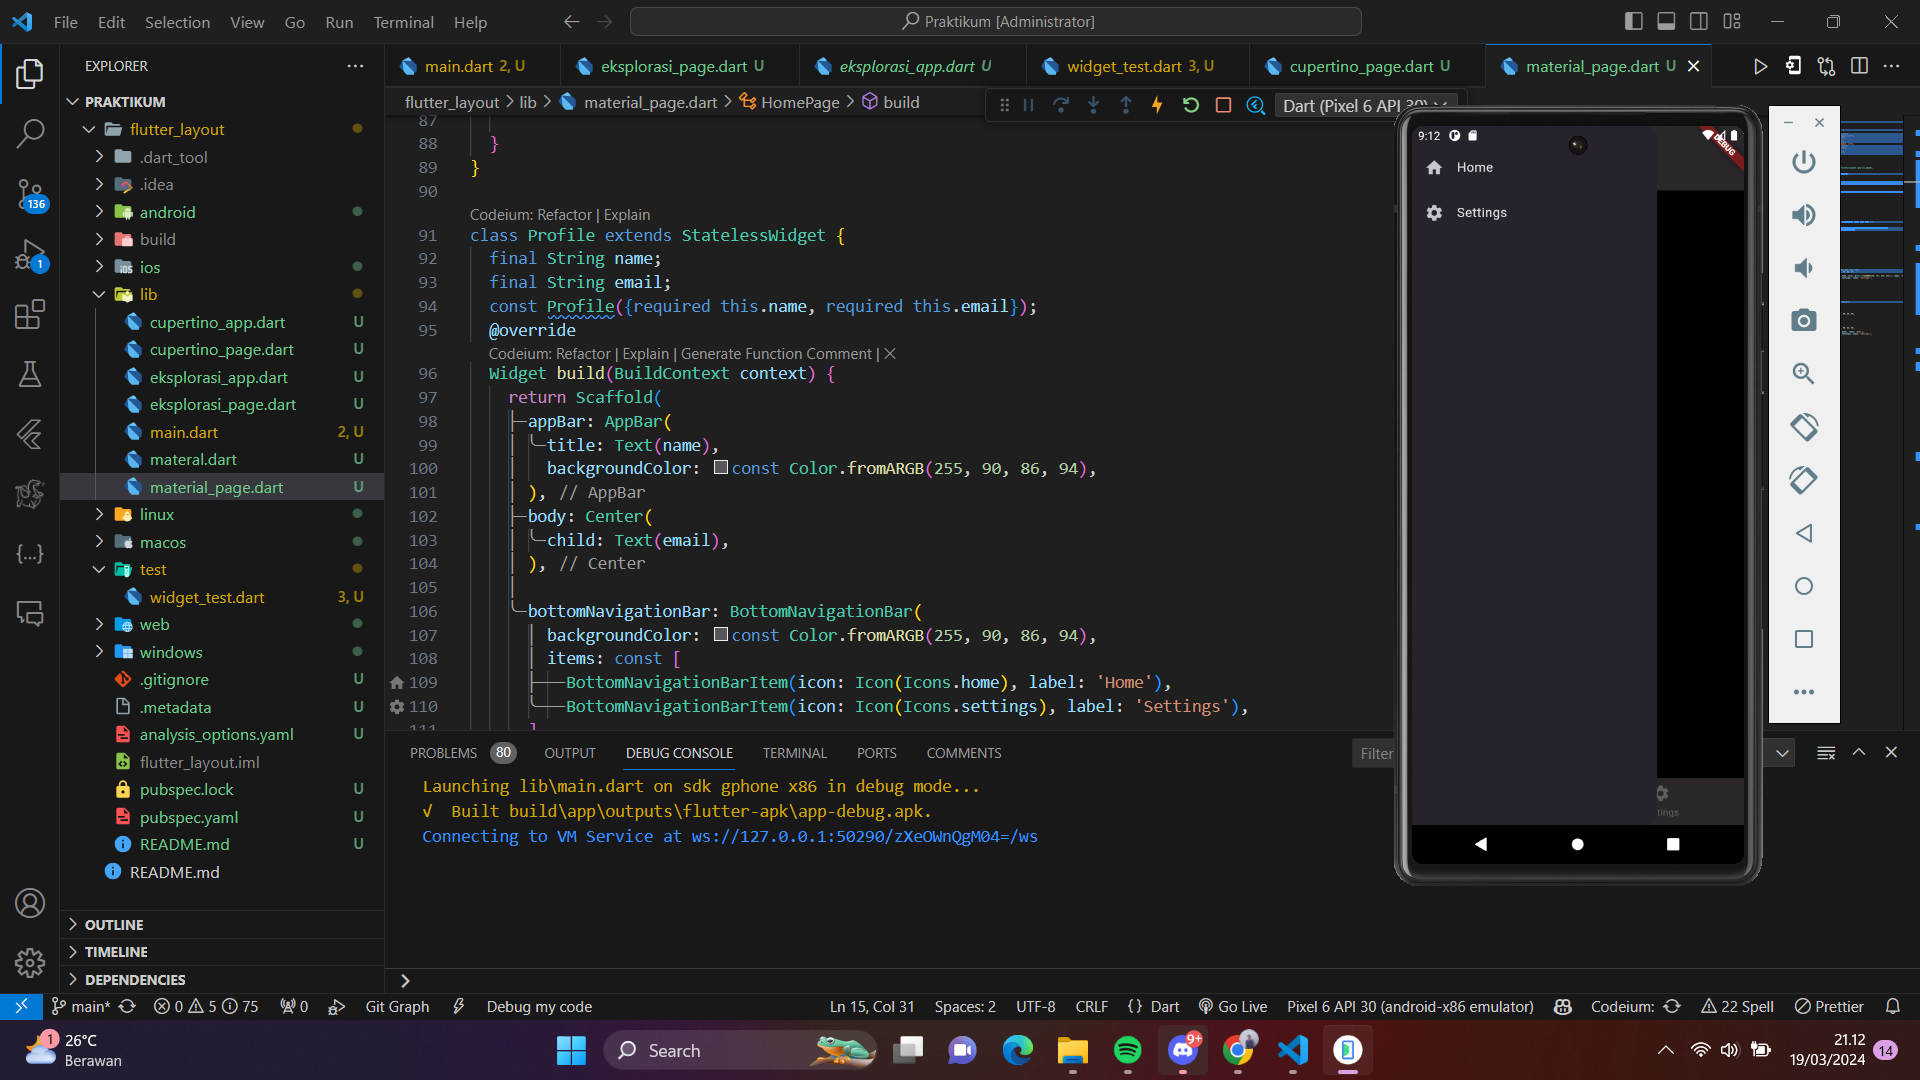 File Edit Selection View Go Run Terminal Help
Praktikum [Administrator]
EXPLORER
main.dart 2, U
eksplorasi_page.dart U
eksplorasi_app.dart U
widget_test.dart 3, U
cupertino_page.dart U
material_page.dart U
flutter_layout > lib > material_page.dart > HomePage > build
Dart (Pixel 6 API 30)
PRAKTIKUM
flutter_layout
.dart_tool
.idea
android
build
ios
lib
cupertino_app.dart U
cupertino_page.dart U
eksplorasi_app.dart U
eksplorasi_page.dart U
main.dart 2, U
materal.dart U
material_page.dart U
linux
macos
test
widget_test.dart 3, U
web
windows
.gitignore U
.metadata U
analysis_options.yaml U
flutter_layout.iml
pubspec.lock U
pubspec.yaml U
README.md U
README.md
OUTLINE
TIMELINE
DEPENDENCIES
136
1
87
88 }
89 }
90
Codeium: Refactor | Explain
91 class Profile extends StatelessWidget {
92 final String name;
93 final String email;
94 const Profile({required this.name, required this.email});
95 @override
Codeium: Refactor | Explain | Generate Function Comment | X
96 Widget build(BuildContext context) {
97 return Scaffold(
98 appBar: AppBar(
99 title: Text(name),
100 backgroundColor: const Color.fromARGB(255, 90, 86, 94),
101 ), // AppBar
102 body: Center(
103 child: Text(email),
104 ), // Center
105
106 bottomNavigationBar: BottomNavigationBar(
107 backgroundColor: const Color.fromARGB(255, 90, 86, 94),
108 items: const [
109 BottomNavigationBarItem(icon: Icon(Icons.home), label: 'Home'),
110 BottomNavigationBarItem(icon: Icon(Icons.settings), label: 'Settings'),
111 ]
9:12
DEBUG
Home
Settings
tings
PROBLEMS 80 OUTPUT DEBUG CONSOLE TERMINAL PORTS COMMENTS
Filter
Launching lib\main.dart on sdk gphone x86 in debug mode...
√ Built build\app\outputs\flutter-apk\app-debug.apk.
Connecting to VM Service at ws://127.0.0.1:50290/zXeOWnQgM04=/ws
main* 0 5 75 0 Git Graph Debug my code
Ln 15, Col 31 Spaces: 2 UTF-8 CRLF {} Dart Go Live Pixel 6 API 30 (android-x86 emulator) Codeium: 22 Spell Prettier
1
26°C
Berawan
Search
9+
21.12
19/03/2024
14